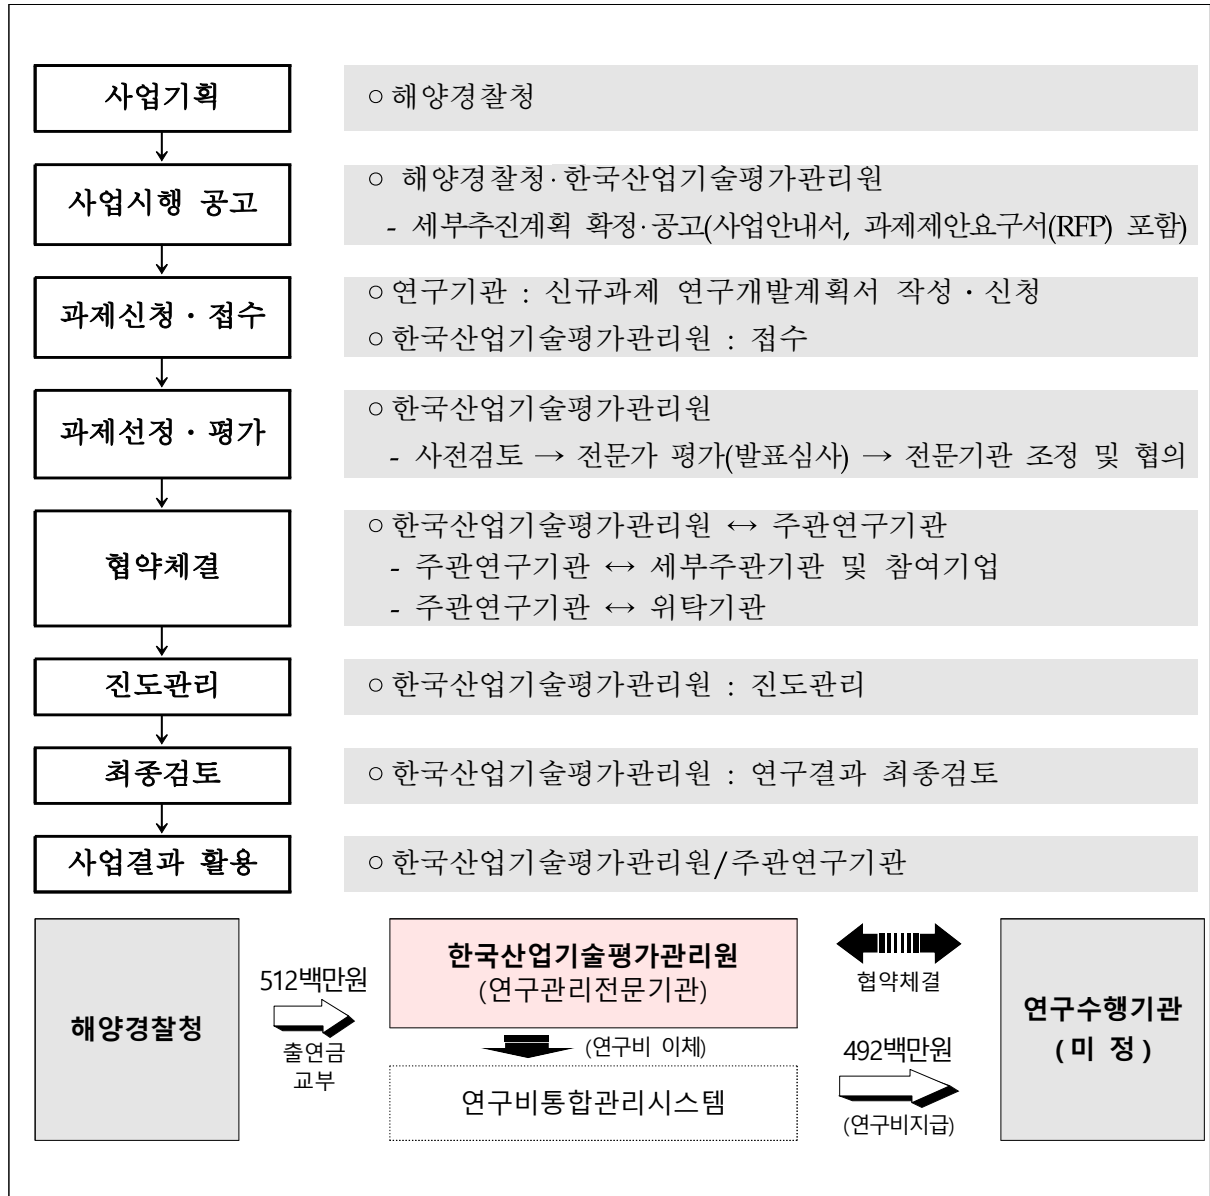 사업기획
○ 해양경찰청
사업시행 공고
○ 해양경찰청·한국산업기술평가관리원
- 세부추진계획 확정·공고(사업안내서, 과제제안요구서(RFP) 포함)
과제신청·접수
○ 연구기관 : 신규과제 연구개발계획서 작성·신청
○ 한국산업기술평가관리원 : 접수
과제선정·평가
○ 한국산업기술평가관리원
- 사전검토 → 전문가 평가(발표심사) → 전문기관 조정 및 협의
협약체결
○ 한국산업기술평가관리원 ↔ 주관연구기관
- 주관연구기관 ↔ 세부주관기관 및 참여기업
- 주관연구기관 ↔ 위탁기관
진도관리
○ 한국산업기술평가관리원 : 진도관리
최종검토
○ 한국산업기술평가관리원 : 연구결과 최종검토
사업결과 활용
○ 한국산업기술평가관리원/주관연구기관
해양경찰청
512백만원
출연금
교부
한국산업기술평가관리원
(연구관리전문기관)
(연구비 이체)
연구비통합관리시스템
협약체결
492백만원
(연구비지급)
연구수행기관
(미 정)